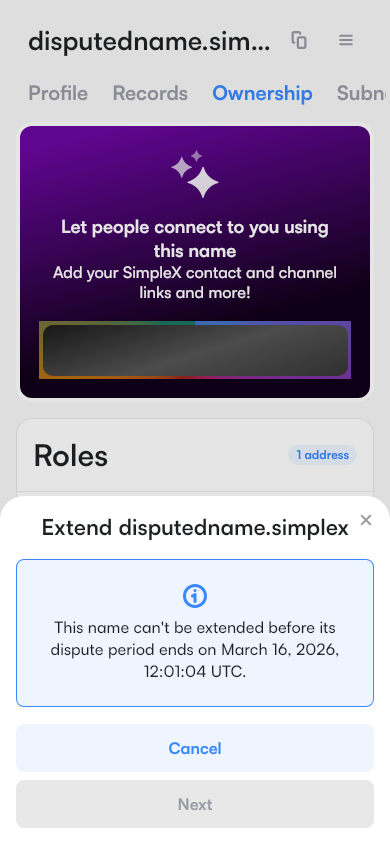 disputedname.sim...
Profile Records Ownership Subn
Let people connect to you using
this name
Add your SimpleX contact and channel
links and more!
Roles
1 address
Extend disputedname.simplex
This name can't be extended before its
dispute period ends on March 16, 2026,
12:01:04 UTC.
Cancel
Next